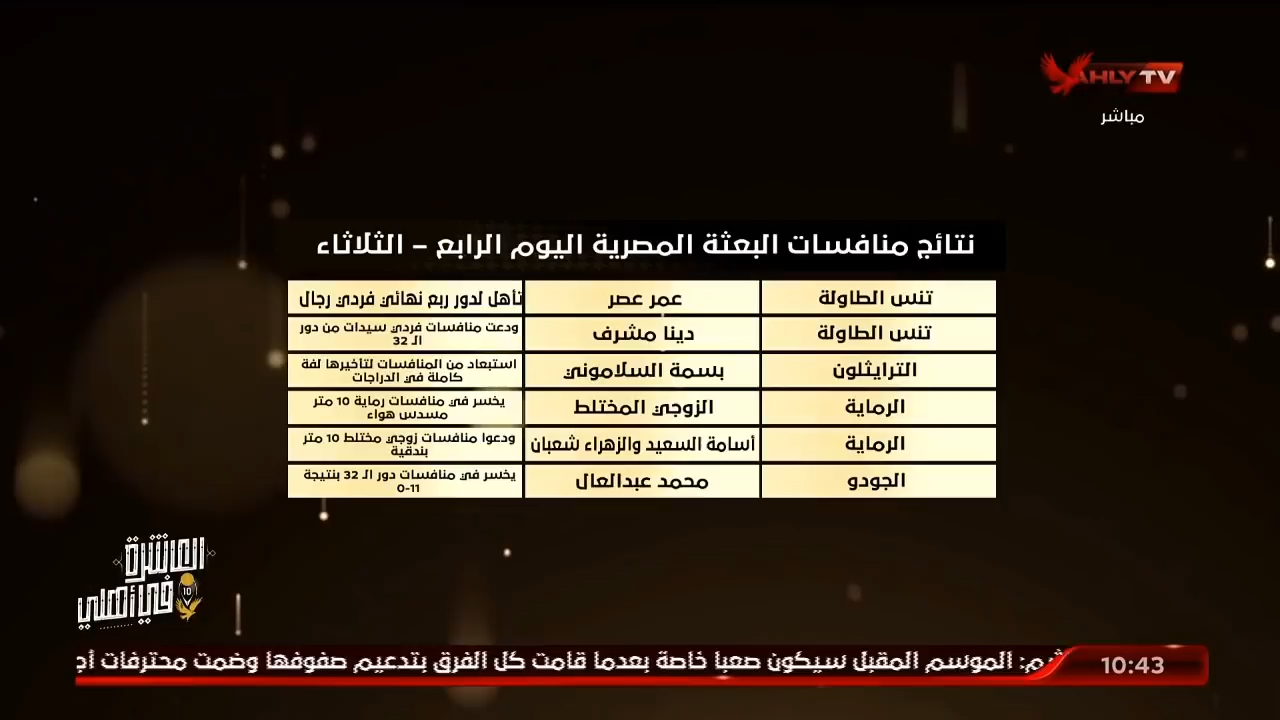 AHLY TV
مباشر
نتائج منافسات البعثة المصرية اليوم الرابع – الثلاثاء
تنس الطاولة عمر عصر تأهل لدور ربع نهائي فردي رجال
تنس الطاولة دينا مشرف ودعت منافسات فردي سيدات من دور
الـ 32
الترايثلون بسمة السلاموني استبعاد من المنافسات لتأخيرها لفة
كاملة في الدراجات
الرماية الزوجي المختلط يخسر في منافسات رماية 10 متر
مسدس هواء
الرماية أسامة السعيد والزهراء شعبان ودعوا منافسات زوجي مختلط 10 متر
بندقية
الجودو محمد عبدالعال يخسر في منافسات دور الـ 32 بنتيجة
0-11
العاشرة
في أهلي
10
10:43
الموسم المقبل سيكون صعبا خاصة بعدما قامت كل الفرق بتدعيم صفوفها وضمت محترفات